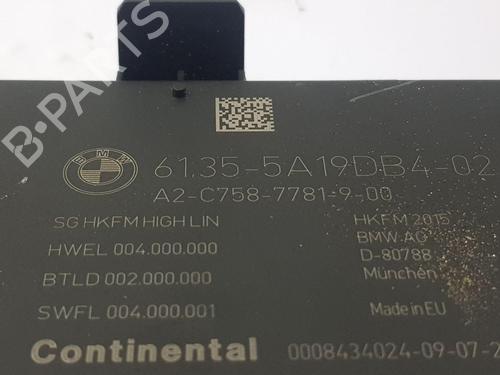 BMW
61.35-5A19DB4-02
A2-C758-7781-9-00
SG HKFM HIGH LIN
HWEL 004.000.000
BTLD 002.000.000
SWFL 004.000.001
HKFM 2015
BMW AG
D-80788
München
Made in EU
Continental
0008434024-09-07-2
B-PARTS